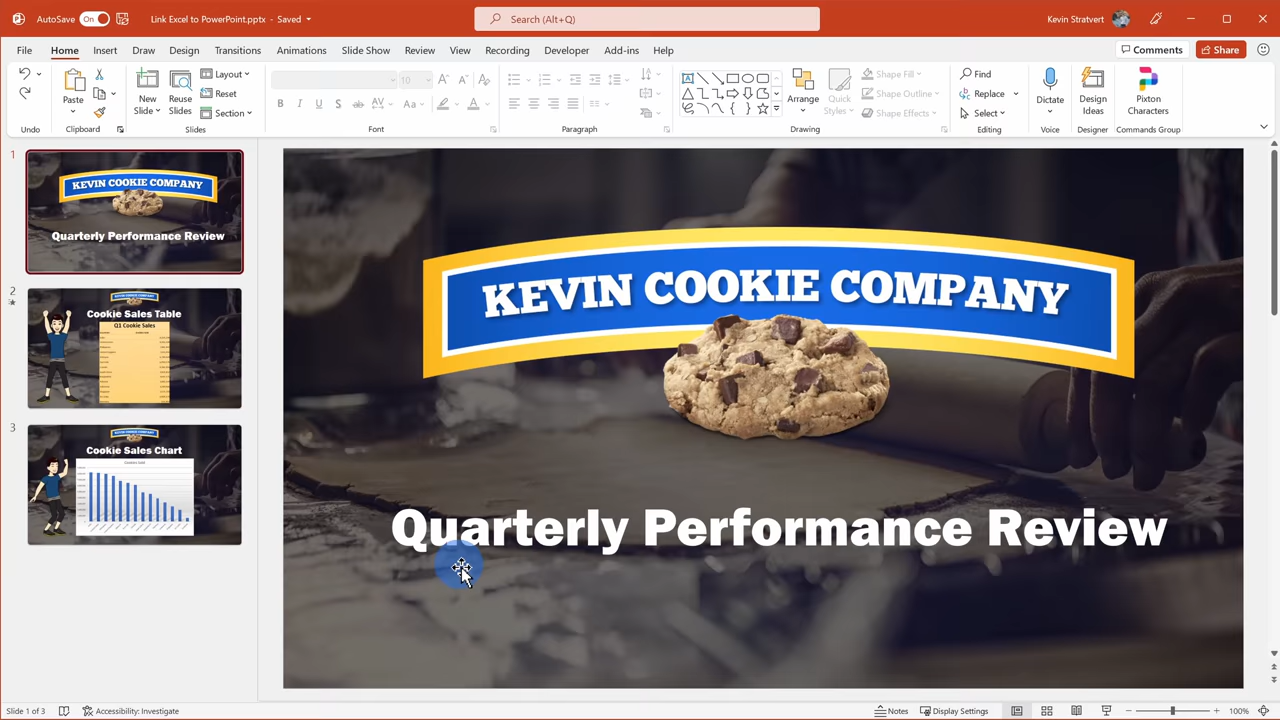 AutoSave On Link Excel to PowerPoint.pptx - Saved Search (Alt+Q) Kevin Stratvert
File Home Insert Draw Design Transitions Animations Slide Show Review View Recording Developer Add-ins Help Comments Share
Undo
Paste
Clipboard
New Slide
Reuse Slides
Layout
Reset
Section
Slides
10
Aa
Font
Paragraph
Arrange
Quick Styles
Shape Fill
Shape Outline
Shape Effects
Drawing
Find
Replace
Select
Editing
Dictate
Voice
Design Ideas
Designer
Pixton Characters
Commands Group
1
KEVIN COOKIE COMPANY
Quarterly Performance Review
2
Cookie Sales Table
Q1 Cookie Sales
3
Cookie Sales Chart
KEVIN COOKIE COMPANY
Quarterly Performance Review
Slide 1 of 3 Accessibility: Investigate Notes Display Settings 100%